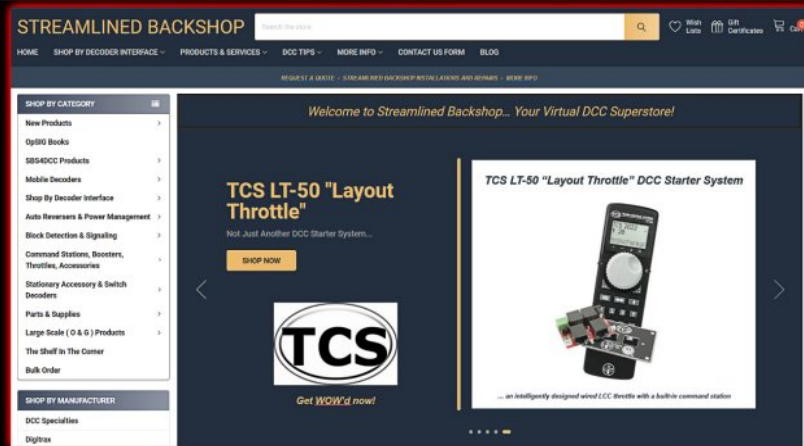 STREAMLINED BACKSHOP
Search the store
Wish Lists
Gift Certificates
HOME SHOP BY DECODER INTERFACE PRODUCTS & SERVICES DCC TIPS MORE INFO CONTACT US FORM BLOG
REQUEST A QUOTE - STREAMLINED BACKSHOP INSTALLATIONS AND REPAIRS - MORE INFO
SHOP BY CATEGORY
New Products
OpSIG Books
SBS4DCC Products
Mobile Decoders
Shop By Decoder Interface
Auto Reversers & Power Management
Block Detection & Signaling
Command Stations, Boosters,
Throttles, Accessories
Stationary Accessory & Switch
Decoders
Parts & Supplies
Large Scale ( O & G ) Products
The Shelf In The Corner
Bulk Order
SHOP BY MANUFACTURER
DCC Specialties
Digitrax
Welcome to Streamlined Backshop... Your Virtual DCC Superstore!
TCS LT-50 "Layout
Throttle"
Not Just Another DCC Starter System...
SHOP NOW
TCS
Get WOW'd now!
TCS LT-50 “Layout Throttle” DCC Starter System
... an intelligently designed wired LCC throttle with a built-in command station